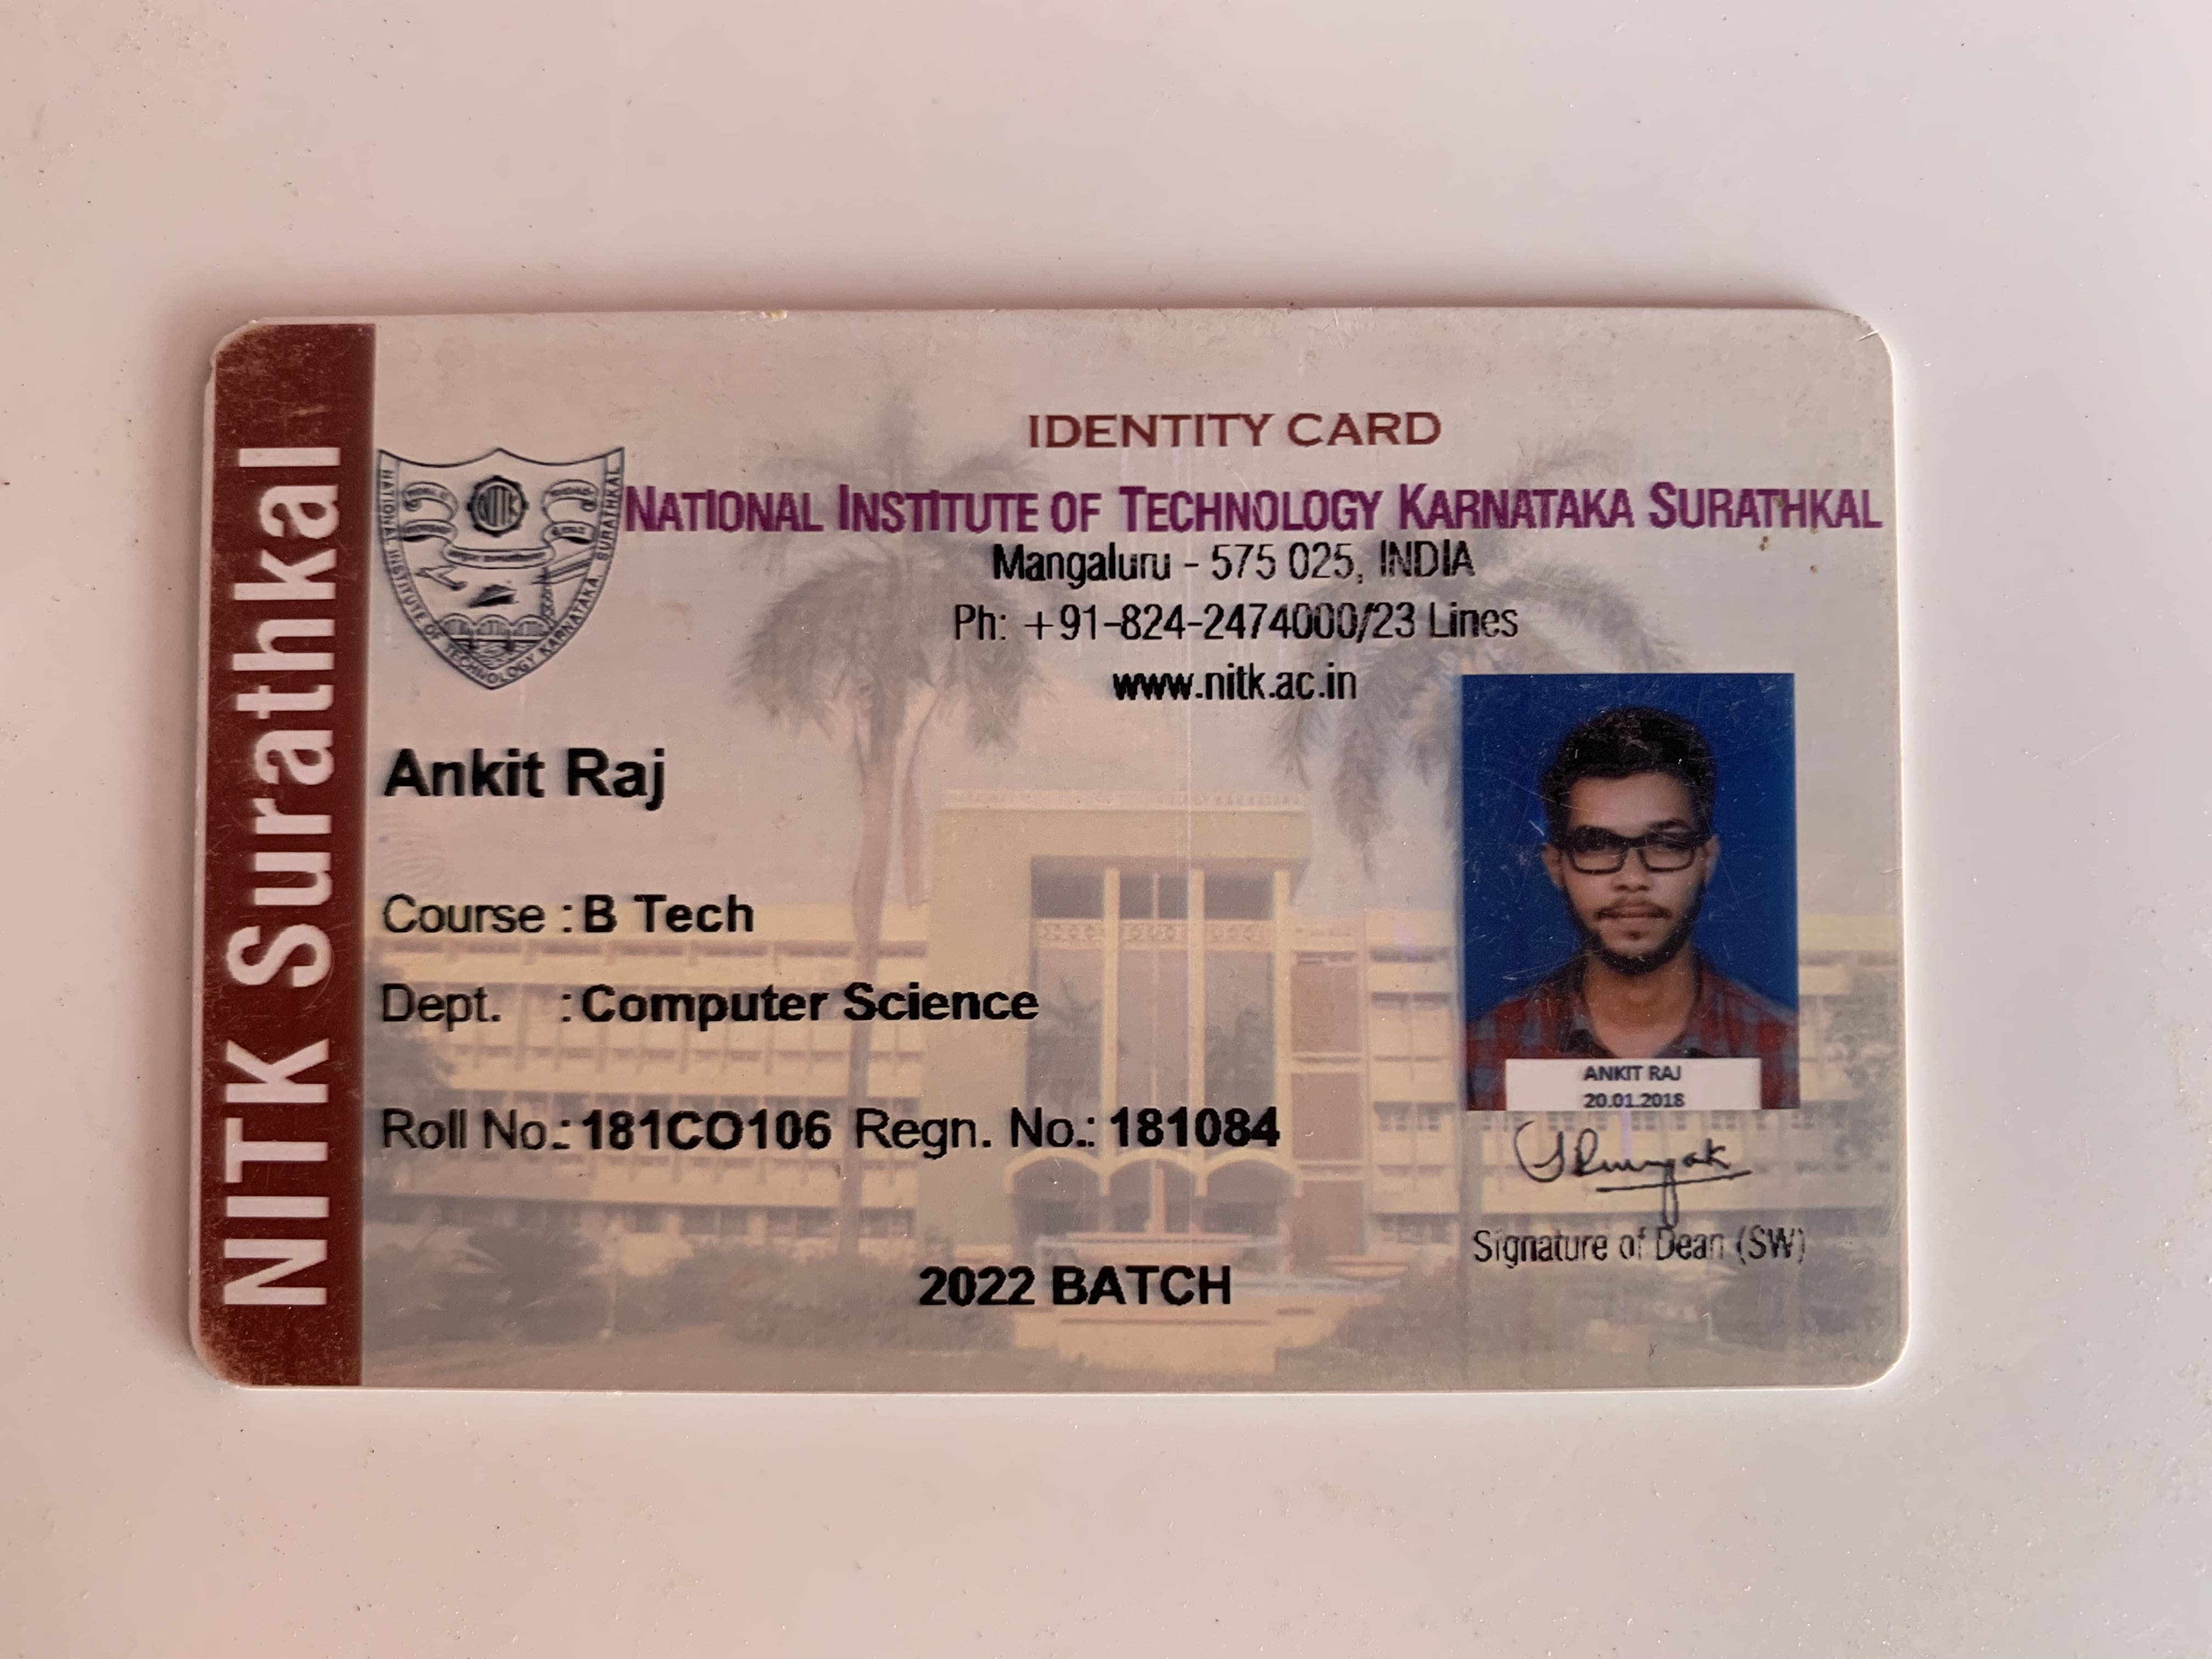 IDENTITY CARD
NATIONAL INSTITUTE OF TECHNOLOGY KARNATAKA SURATHKAL
Mangaluru - 575 025, INDIA
Ph: +91-824-2474000/23 Lines
www.nitk.ac.in
NITK Surathkal
NITK
NATIONAL INSTITUTE OF TECHNOLOGY KARNATAKA, SURATHKAL
Ankit Raj
Course : B Tech
Dept. : Computer Science
Roll No.: 181CO106 Regn. No.: 181084
2022 BATCH
ANKIT RAJ
20.01.2018
Signature of Dean (SW)